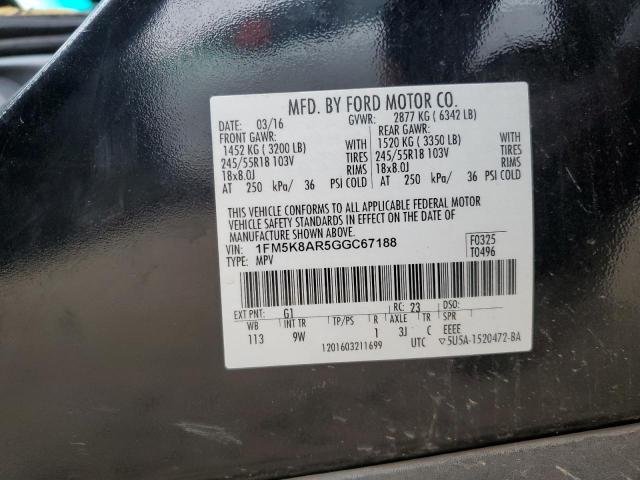 MFD. BY FORD MOTOR CO.
DATE: 03/16 GVWR: 2877 KG ( 6342 LB)
FRONT GAWR: REAR GAWR:
1452 KG ( 3200 LB) WITH 1520 KG ( 3350 LB) WITH
245/55R18 103V TIRES 245/55R18 103V TIRES
18x8.0J RIMS 18x8.0J RIMS
AT 250 kPa/ 36 PSI COLD AT 250 kPa/ 36 PSI COLD
THIS VEHICLE CONFORMS TO ALL APPLICABLE FEDERAL MOTOR
VEHICLE SAFETY STANDARDS IN EFFECT ON THE DATE OF
MANUFACTURE SHOWN ABOVE.
VIN: 1FM5K8AR5GGC67188 F0325
TYPE: MPV T0496
EXT PNT: G1 RC: 23 DSO:
WB INT TR TP/PS R AXLE TR SPR
113 9W 1 3J C EEEE
1201603211699 UTC ▽5U5A-1520472-BA